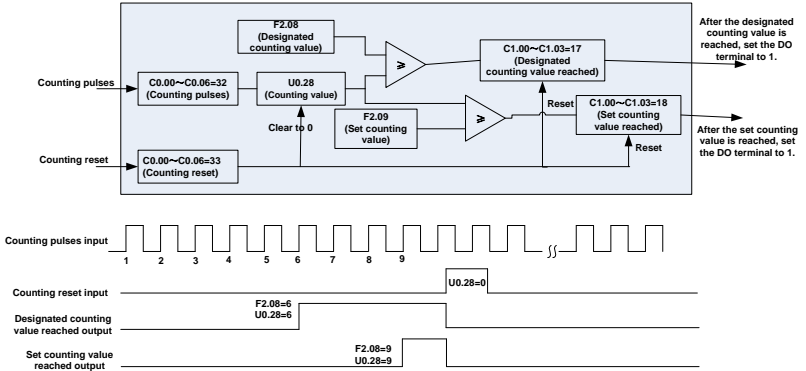 F2.08
(Designated
counting value)
After the designated
counting value is
reached, set the DO
terminal to 1.
C1.00～C1.03=17
(Designated
counting value reached)
≥
Counting pulses
C0.00～C0.06=32
(Counting pulses)
U0.28
(Counting value)
≥
Reset
C1.00～C1.03=18
(Set counting
value reached)
F2.09
(Set counting
value)
Clear to 0
After the set counting
value is reached, set
the DO terminal to 1.
Reset
Counting reset
C0.00～C0.06=33
(Counting reset)
Counting pulses input
1 2 3 4 5 6 7 8 9
Counting reset input
U0.28=0
Designated counting
value reached output
F2.08=6
U0.28=6
Set counting value
reached output
F2.08=9
U0.28=9